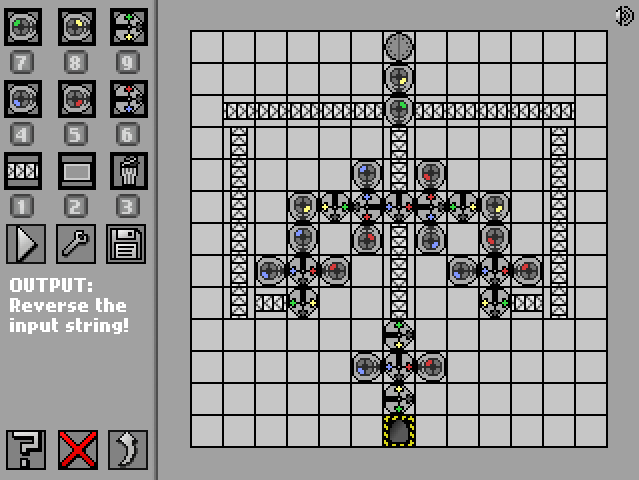 7 8 9
4 5 6
1 2 3
OUTPUT:
Reverse the
input string!
?